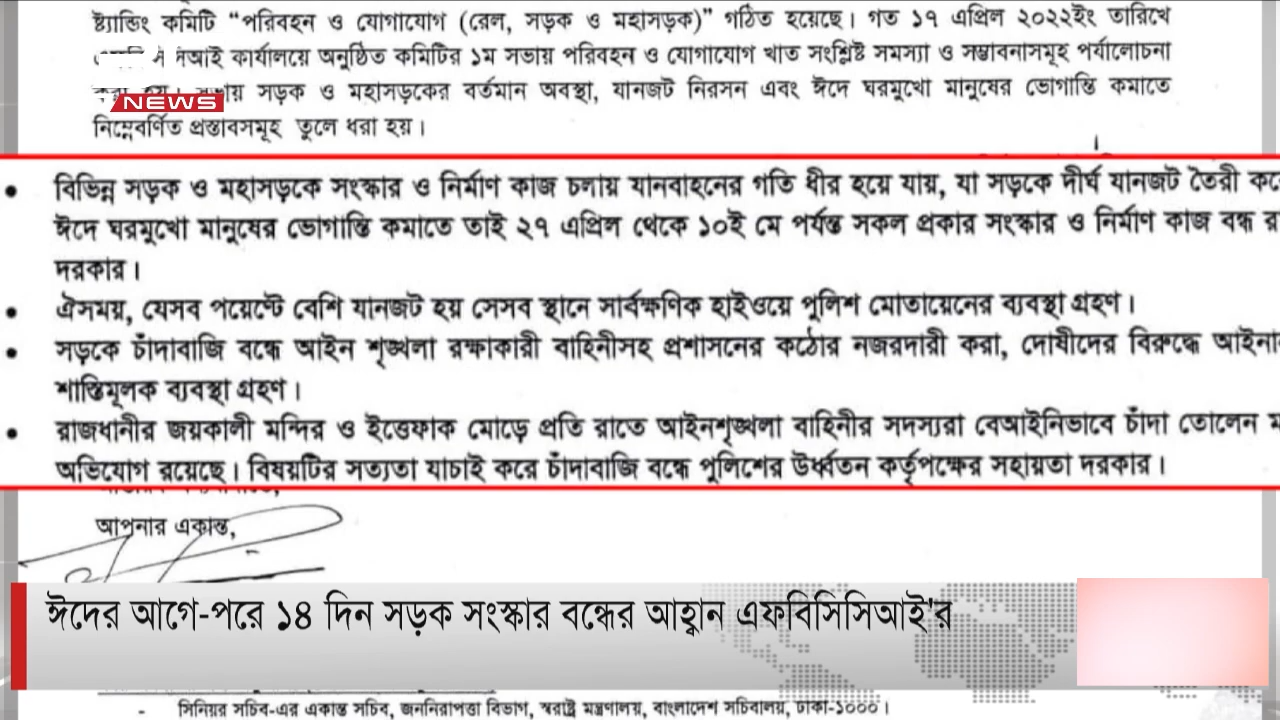 স্ট্যান্ডিং কমিটি “পরিবহন ও যোগাযোগ (রেল, সড়ক ও মহাসড়ক)” গঠিত হয়েছে। গত ১৭ এপ্রিল ২০২২ইং তারিখে
কার্যালয়ে অনুষ্ঠিত কমিটির ১ম সভায় পরিবহন ও যোগাযোগ খাত সংশ্লিষ্ট সমস্যা ও সম্ভাবনাসমূহ পর্যালোচনা
সড়ক ও মহাসড়কের বর্তমান অবস্থা, যানজট নিরসন এবং ঈদে ঘরমুখো মানুষের ভোগান্তি কমাতে
NEWS
নিম্নেবর্ণিত প্রস্তাবসমূহ তুলে ধরা হয়।
• বিভিন্ন সড়ক ও মহাসড়কে সংস্কার ও নির্মাণ কাজ চলায় যানবাহনের গতি ধীর হয়ে যায়, যা সড়কে দীর্ঘ যানজট তৈরী
ঈদে ঘরমুখো মানুষের ভোগান্তি কমাতে তাই ২৭ এপ্রিল থেকে ১০ই মে পর্যন্ত সকল প্রকার সংস্কার ও নির্মাণ কাজ বন্ধ
দরকার।
• ঐসময়, যেসব পয়েন্টে বেশি যানজট হয় সেসব স্থানে সার্বক্ষণিক হাইওয়ে পুলিশ মোতায়েনের ব্যবস্থা গ্রহণ।
• সড়কে চাঁদাবাজি বন্ধে আইন শৃঙ্খলা রক্ষাকারী বাহিনীসহ প্রশাসনের কঠোর নজরদারী করা, দোষীদের বিরুদ্ধে
শাস্তিমূলক ব্যবস্থা গ্রহণ।
• রাজধানীর জয়কালী মন্দির ও ইত্তেফাক মোড়ে প্রতি রাতে আইনশৃঙ্খলা বাহিনীর সদস্যরা বেআইনিভাবে চাঁদা তোলেন
অভিযোগ রয়েছে। বিষয়টির সত্যতা যাচাই করে চাঁদাবাজি বন্ধে পুলিশের উর্ধ্বতন কর্তৃপক্ষের সহায়তা দরকার।
আপনার একান্ত,
ঈদের আগে-পরে ১৪ দিন সড়ক সংস্কার বন্ধের আহ্বান এফবিসিসিআই'র
- সিনিয়র সচিব-এর একান্ত সচিব, জননিরাপত্তা বিভাগ, স্বরাষ্ট্র মন্ত্রণালয়, বাংলাদেশ সচিবালয়, ঢাকা-১০০০।